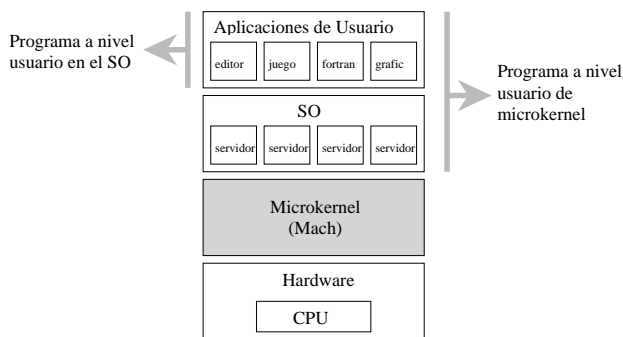 Programa a nivel
usuario en el SO
Aplicaciones de Usuario
editor juego fortran grafic
SO
servidor servidor servidor servidor
Programa a nivel
usuario de
microkernel
Microkernel
(Mach)
Hardware
CPU